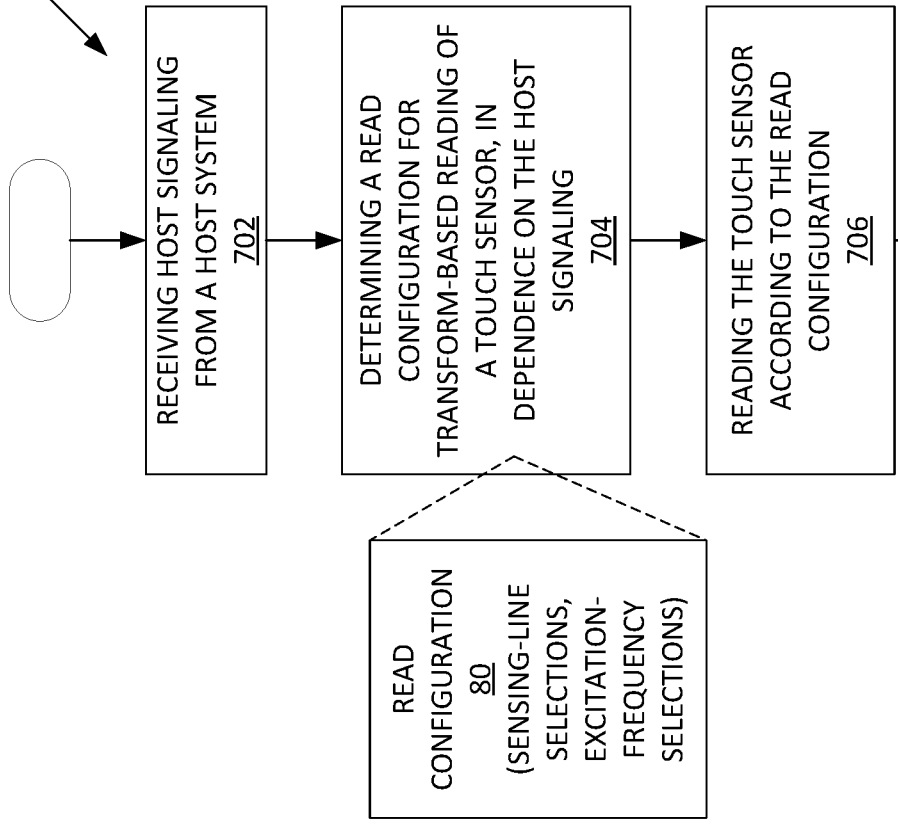 RECEIVING HOST SIGNALING
FROM A HOST SYSTEM
702
DETERMINING A READ
CONFIGURATION FOR
TRANSFORM-BASED READING OF
A TOUCH SENSOR, IN
DEPENDENCE ON THE HOST
SIGNALING
704
READ
CONFIGURATION
80
(SENSING-LINE
SELECTIONS,
EXCITATION-
FREQUENCY
SELECTIONS)
READING THE TOUCH SENSOR
ACCORDING TO THE READ
CONFIGURATION
706